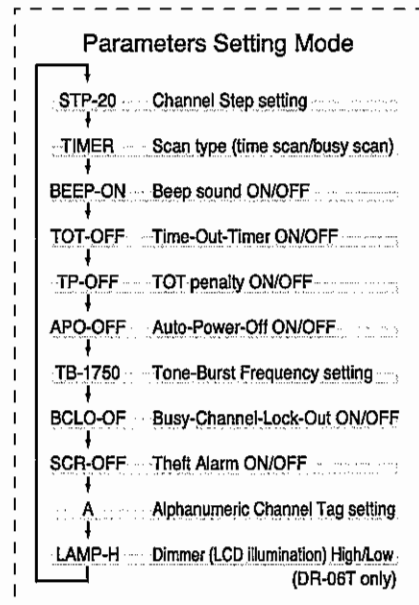 Parameters Setting Mode
STP-20 Channel Step setting
TIMER Scan type (time scan/busy scan)
BEEP-ON Beep sound ON/OFF
TOT-OFF Time-Out-Timer ON/OFF
TP-OFF TOT penalty ON/OFF
APO-OFF Auto-Power-Off ON/OFF
TB-1750 Tone-Burst Frequency setting
BCLO-OF Busy-Channel-Lock-Out ON/OFF
SCR-OFF Theft Alarm ON/OFF
A Alphanumeric Channel Tag setting
LAMP-H Dimmer (LCD illumination) High/Low
(DR-06T only)